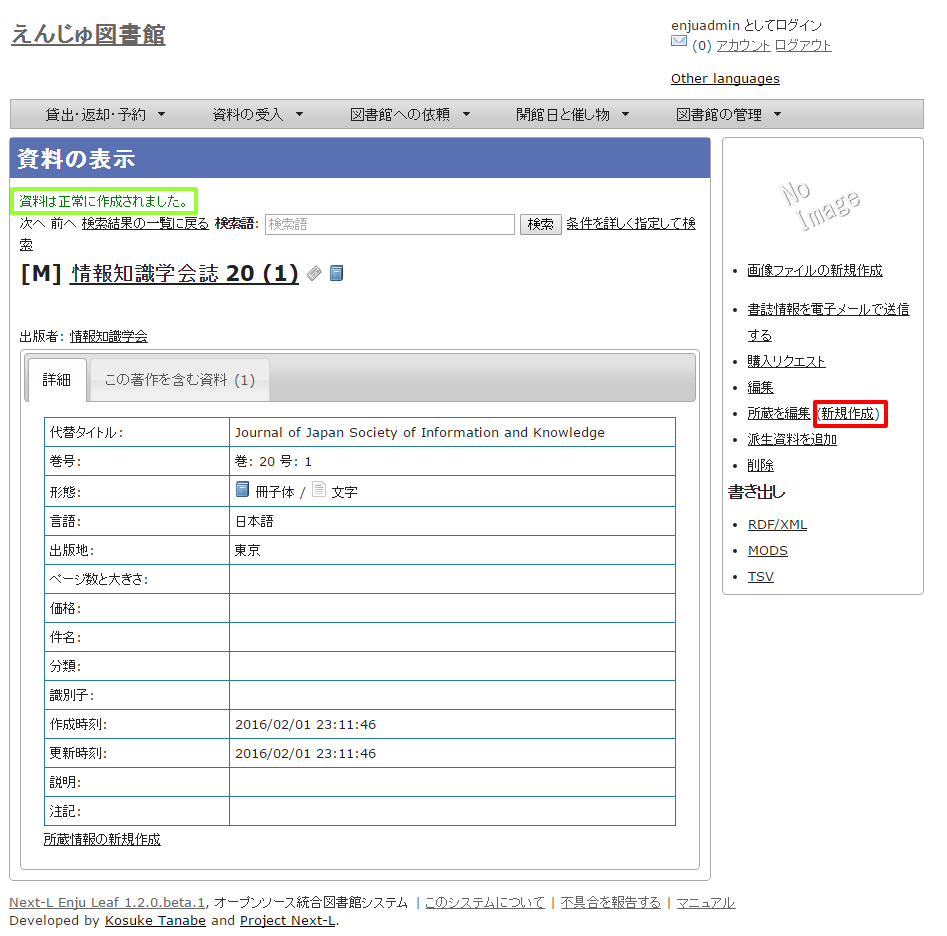 えんじゅ図書館
enjuadmin としてログイン
(0) アカウント ログアウト
Other languages
貸出・返却・予約 ▼ 資料の受入 ▼ 図書館への依頼 ▼ 開館日と催し物 ▼ 図書館の管理 ▼
資料の表示
資料は正常に作成されました。
次へ 前へ 検索結果の一覧に戻る 検索語: 検索語 検索 条件を詳しく指定して検
索
[M] 情報知識学会誌 20 (1)
出版者: 情報知識学会
詳細 この著作を含む資料 (1)
代替タイトル: Journal of Japan Society of Information and Knowledge
巻号: 巻: 20 号: 1
形態: 冊子体 / 文字
言語: 日本語
出版地: 東京
ページ数と大きさ:
価格:
件名:
分類:
識別子:
作成時刻: 2016/02/01 23:11:46
更新時刻: 2016/02/01 23:11:46
説明:
注記:
所蔵情報の新規作成
No
Image
• 画像ファイルの新規作成
• 書誌情報を電子メールで送信
する
• 購入リクエスト
• 編集
• 所蔵を編集 (新規作成)
• 派生資料を追加
• 削除
書き出し
• RDF/XML
• MODS
• TSV
Next-L Enju Leaf 1.2.0.beta.1, オープンソース統合図書館システム | このシステムについて | 不具合を報告する | マニュアル
Developed by Kosuke Tanabe and Project Next-L.